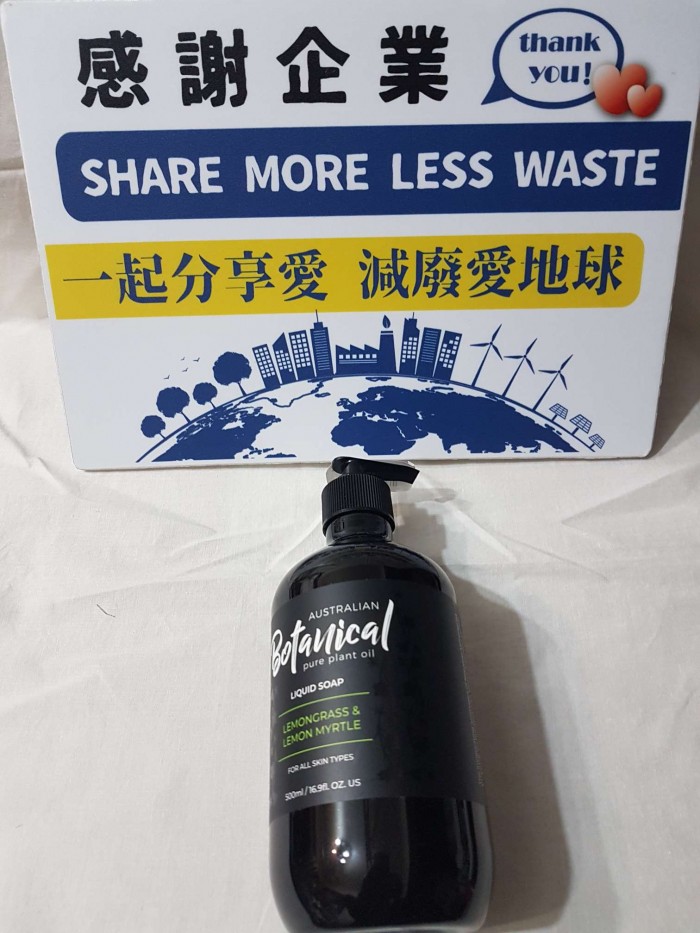 感謝企業
thank
you!
SHARE MORE LESS WASTE
一起分享愛 減廢愛地球
AUSTRALIAN
Botanical
pure plant oil
LIQUID SOAP
LEMONGRASS &
LEMON MYRTLE
FOR ALL SKIN TYPES
500ml / 16.9fl. OZ. US